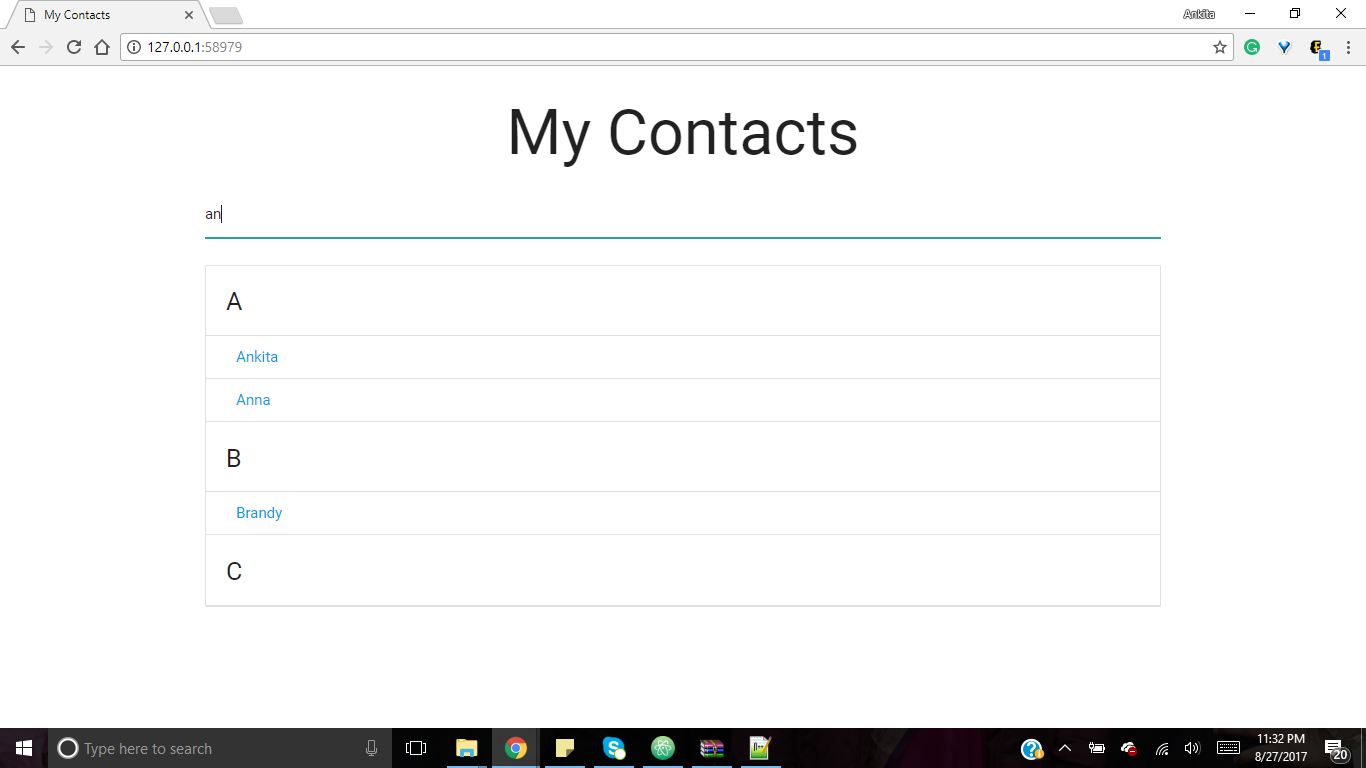 My Contacts
Ankita
127.0.0.1:58979
1
My Contacts
an
A
Ankita
Anna
B
Brandy
C
Type here to search
11:32 PM
8/27/2017
20